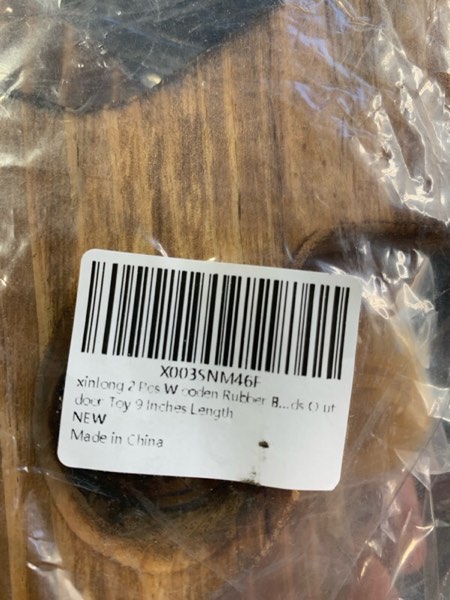 X003SNM46F
xinlong 2 Pcs Wooden Rubber B...ds Out
door Toy 9 Inches Length
NEW
Made in China